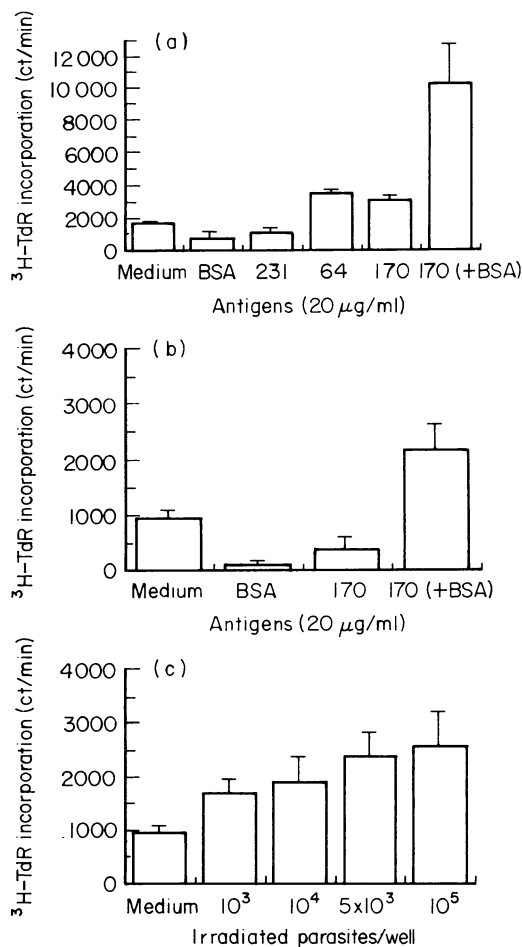 (a)
³H-TdR incorporation (ct/min)
12 000
10 000
8000
6000
4000
2000
0
Medium BSA 231 64 170 170 (+BSA)
Antigens (20 μg/ml)
(b)
³H-TdR incorporation (ct/min)
4000
3000
2000
1000
0
Medium BSA 170 170 (+BSA)
Antigens (20 μg/ml)
(c)
³H-TdR incorporation (ct/min)
4000
3000
2000
1000
0
Medium 10³ 10⁴ 5x10³ 10⁵
Irradiated parasites/well